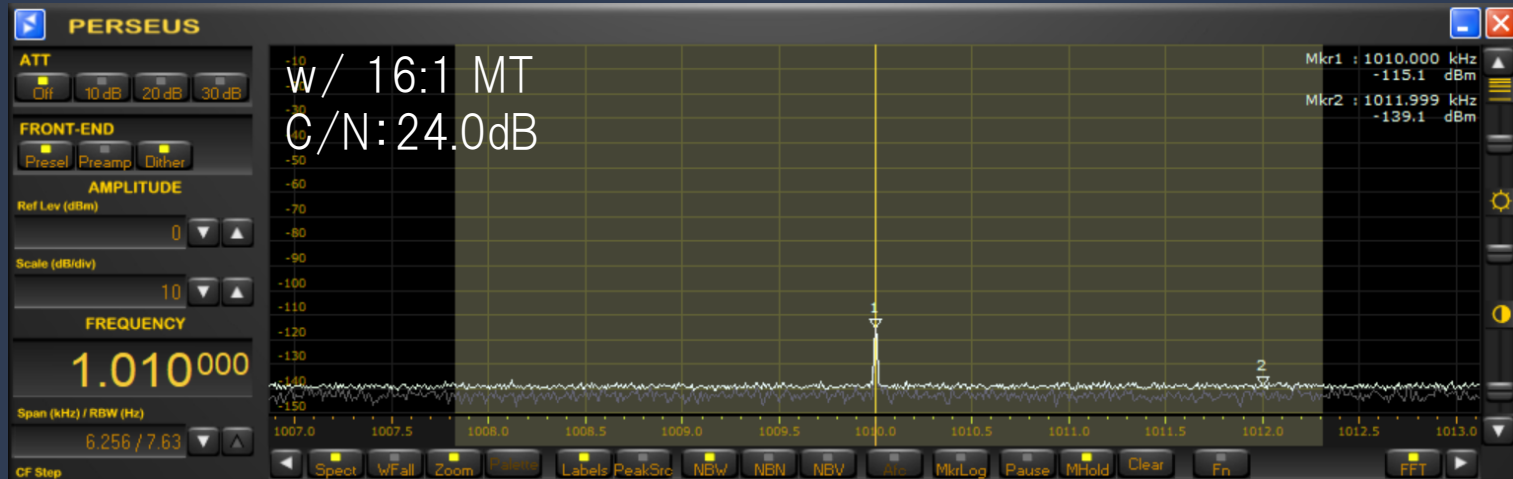 PERSEUS
ATT
Off 10 dB 20 dB 30 dB
FRONT-END
Presel Preamp Dither
AMPLITUDE
Ref Lev (dBm)
0
Scale (dB/div)
10
FREQUENCY
1.010000
Span (kHz) / RBW (Hz)
6.256 / 7.63
CF Step
w/ 16:1 MT
C/N:24.0dB
Mkr1 : 1010.000 kHz
-115.1 dBm
Mkr2 : 1011.999 kHz
-139.1 dBm
-10
-30
-40
-50
-60
-70
-80
-90
-100
-110
-120
-130
-140
-150
1
2
1007.0 1007.5 1008.0 1008.5 1009.0 1009.5 1010.0 1010.5 1011.0 1011.5 1012.0 1012.5 1013.0
Spect WFall Zoom Palette Labels PeakSrc NBW NBN NBV Afc MkrLog Pause MHold Clear Fn FFT